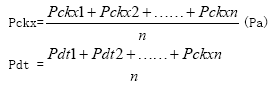 Pckx= (Pckx1 + Pckx2 + ...... + Pckxn)/n (Pa)
Pdt = (Pdt1 + Pdt2 + ...... + Pckxn)/n